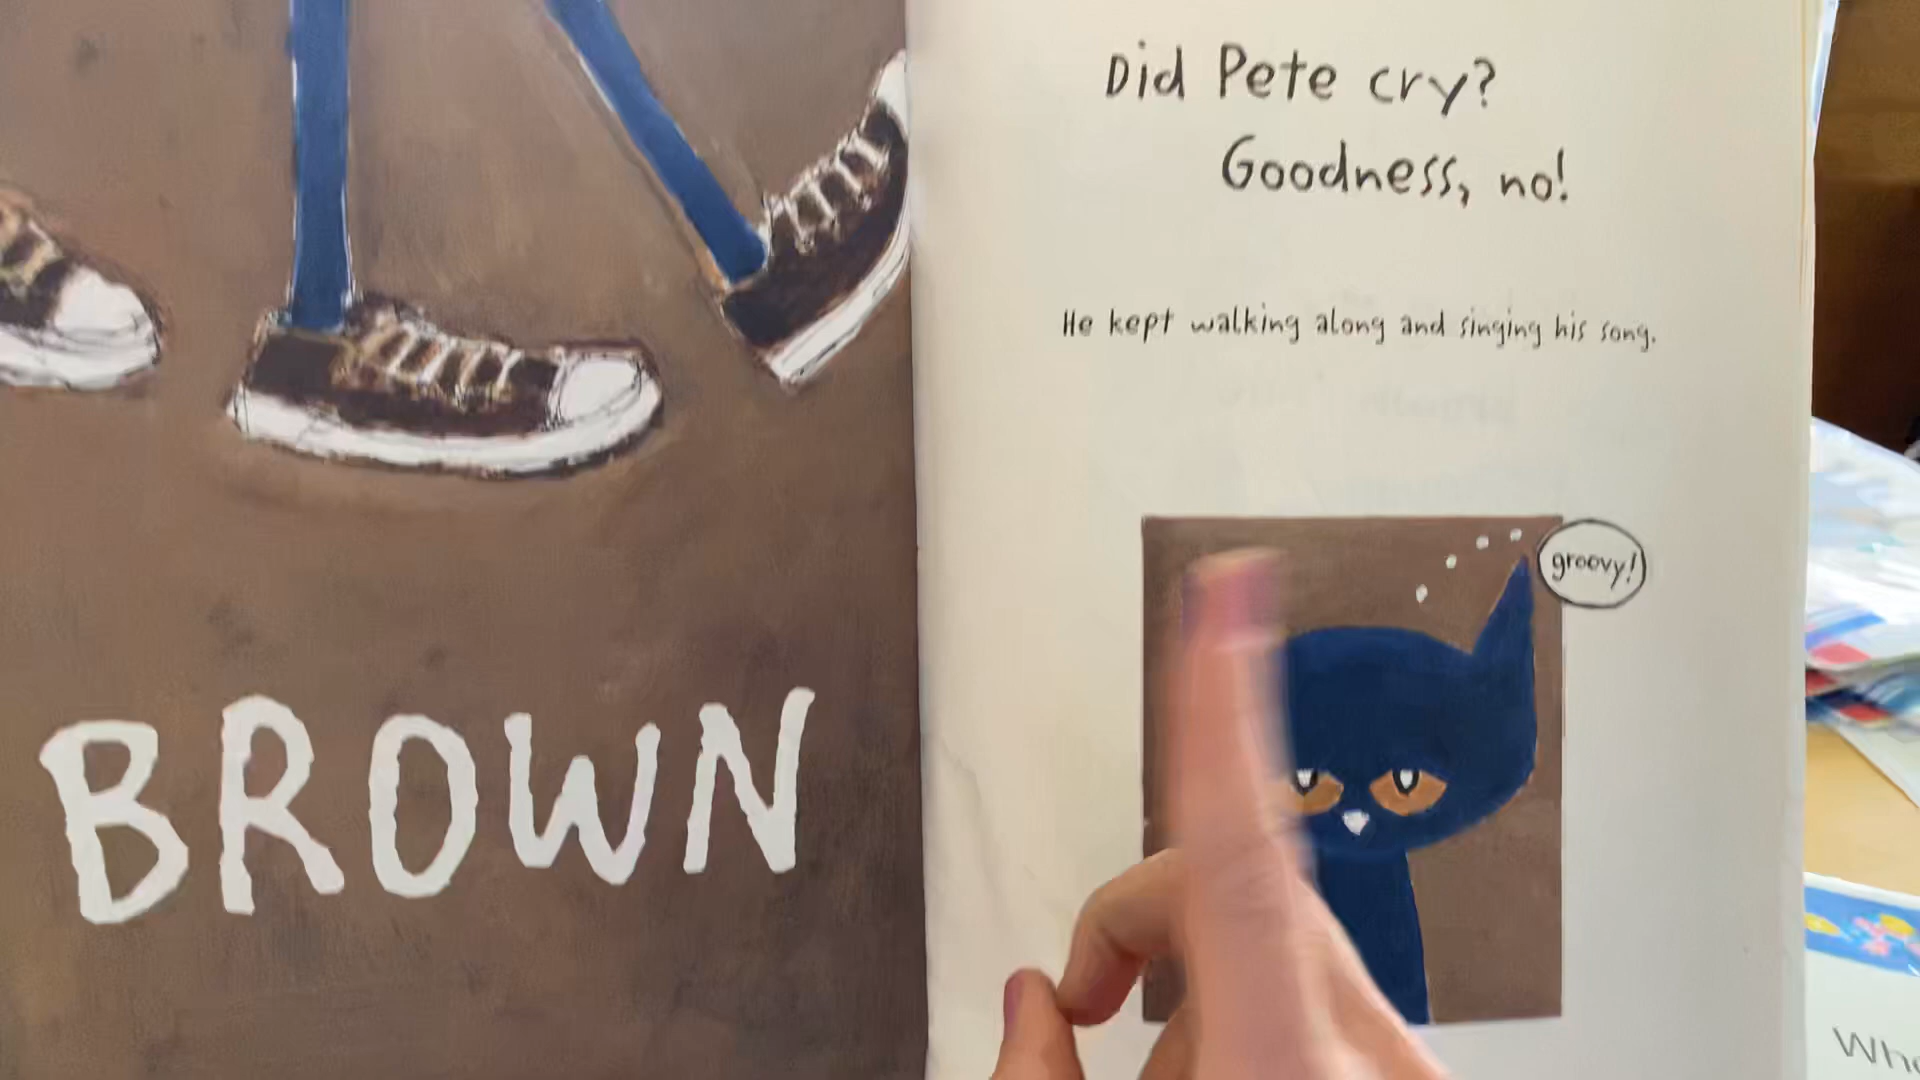 BROWN
Did Pete cry?
Goodness, no!
He kept walking along and singing his song.
groovy!